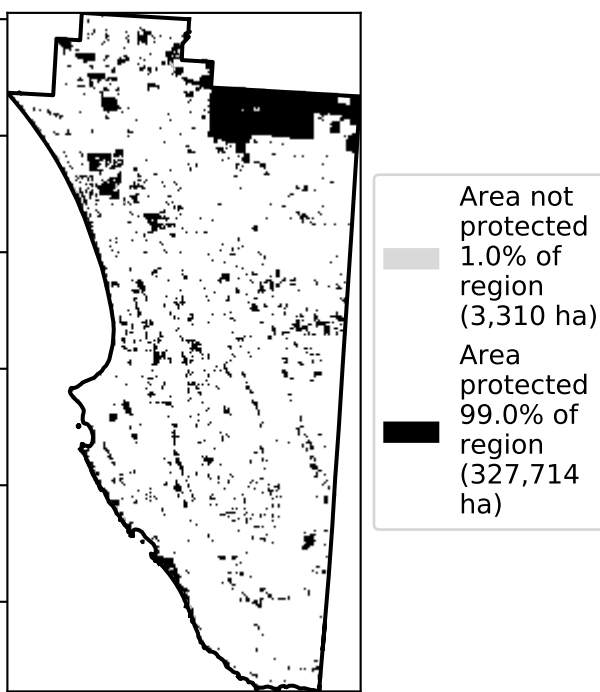 Area not
protected
1.0% of
region
(3,310 ha)
Area
protected
99.0% of
region
(327,714
ha)